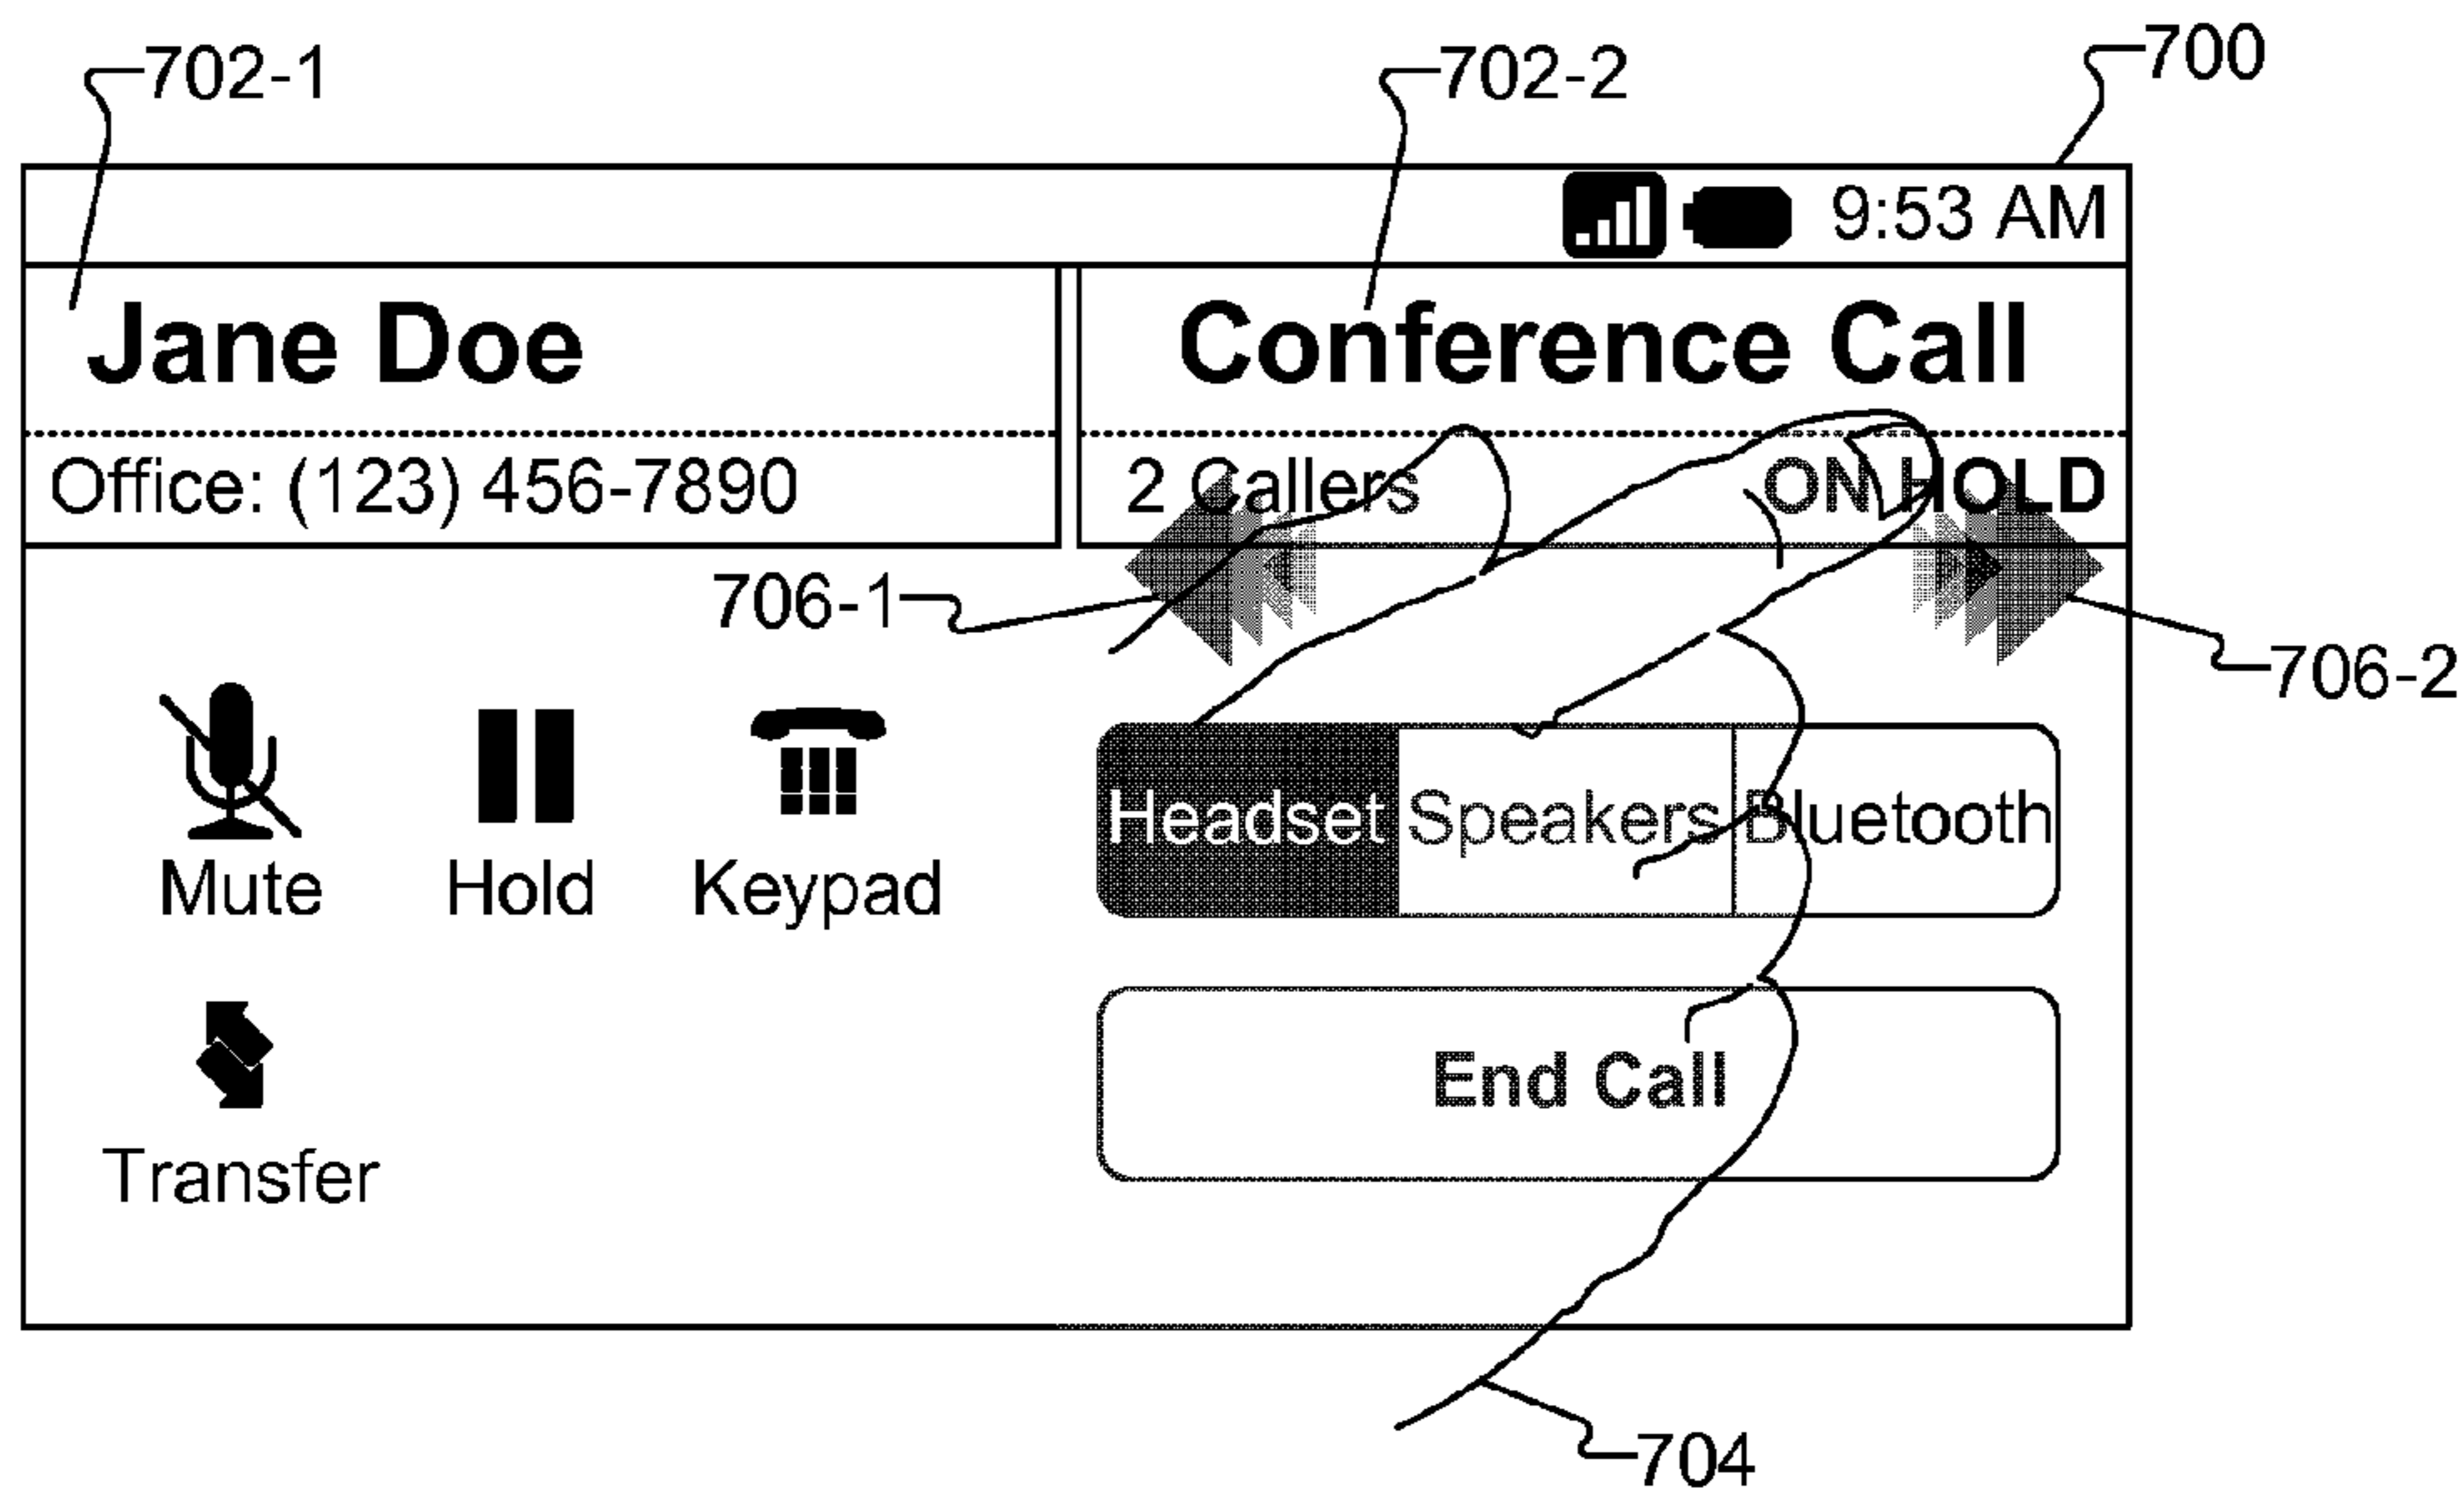 702-1
702-2
700
9:53 AM
Jane Doe
Conference Call
Office: (123) 456-7890
2 Callers
ON HOLD
706-1
706-2
Mute
Hold
Keypad
Headset
Speakers
Bluetooth
Transfer
End Call
704